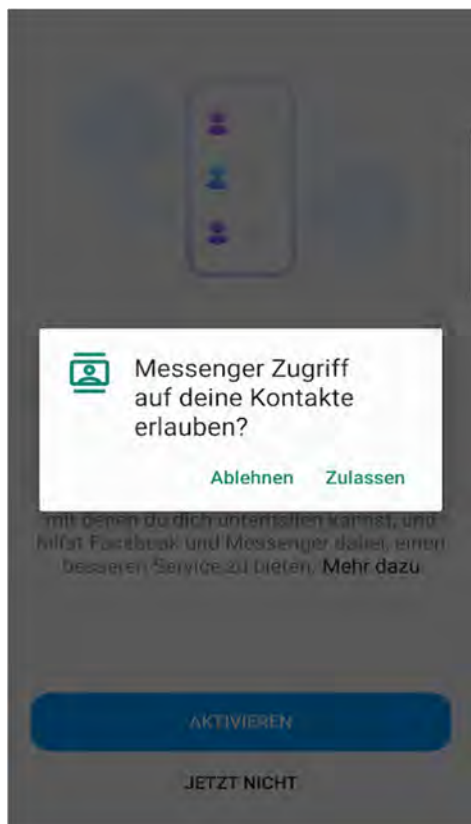 Messenger Zugriff
auf deine Kontakte
erlauben?
Ablehnen Zulassen
mit denen du dich unterhalten kannst, und
hilfst Facebook und Messenger dabei, einen
besseren Service zu bieten. Mehr dazu
AKTIVIEREN
JETZT NICHT